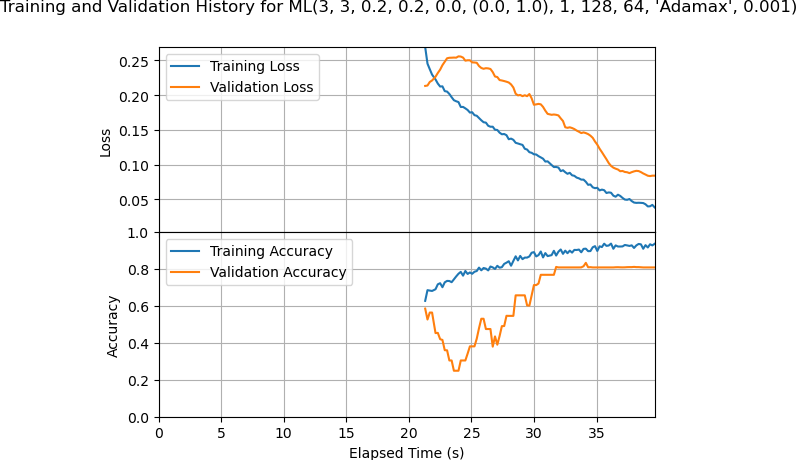 Training and Validation History for ML(3, 3, 0.2, 0.2, 0.0, (0.0, 1.0), 1, 128, 64, 'Adamax', 0.001)
0.25
0.20
0.15
0.10
0.05
Loss
Training Loss
Validation Loss
1.0
0.8
0.6
0.4
0.2
0.0
Accuracy
Training Accuracy
Validation Accuracy
0 5 10 15 20 25 30 35
Elapsed Time (s)